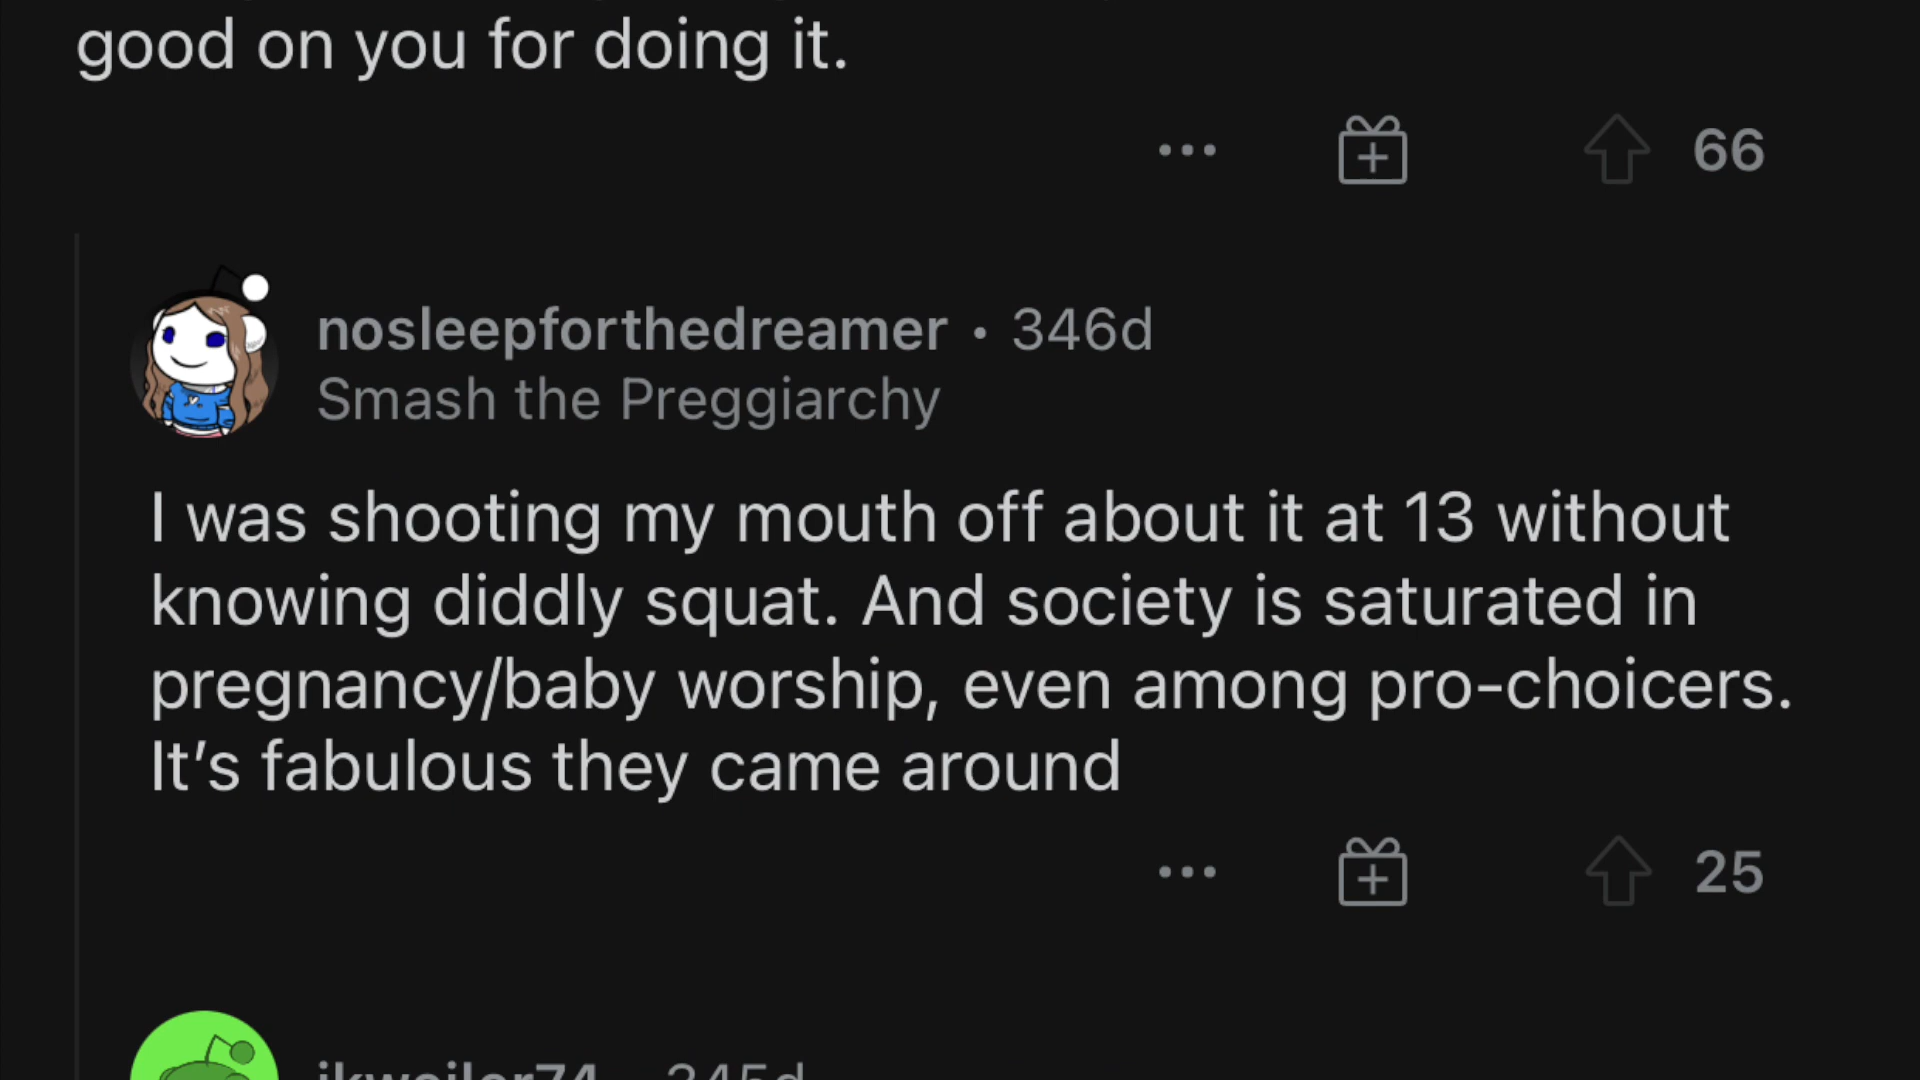 good on you for doing it.
66
nosleepforthedreamer • 346d
Smash the Preggiarchy
I was shooting my mouth off about it at 13 without
knowing diddly squat. And society is saturated in
pregnancy/baby worship, even among pro-choicers.
It's fabulous they came around
25
345d